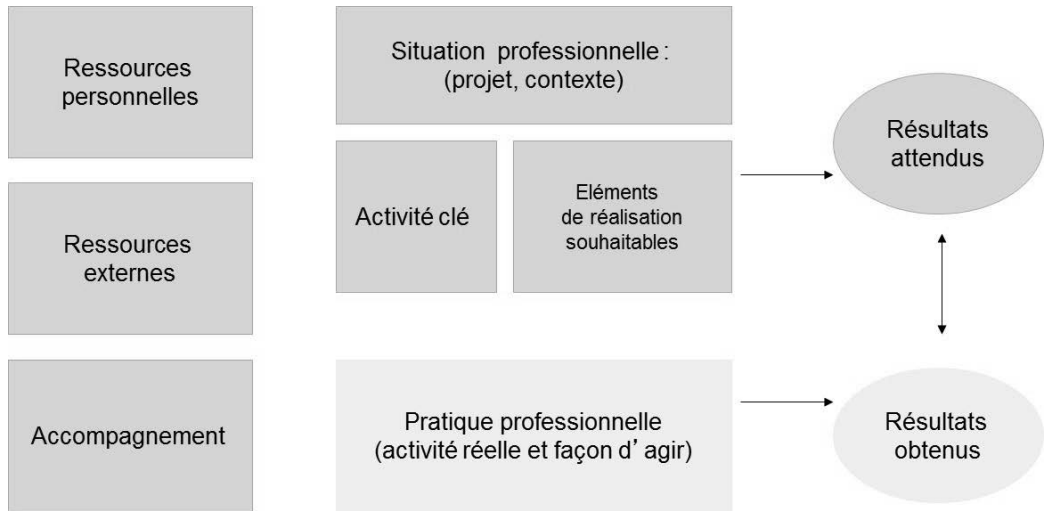 Ressources
personnelles
Ressources
externes
Accompagnement
Situation professionnelle :
(projet, contexte)
Activité clé
Eléments
de réalisation
souhaitables
Pratique professionnelle
(activité réelle et façon d’ agir)
Résultats
attendus
Résultats
obtenus